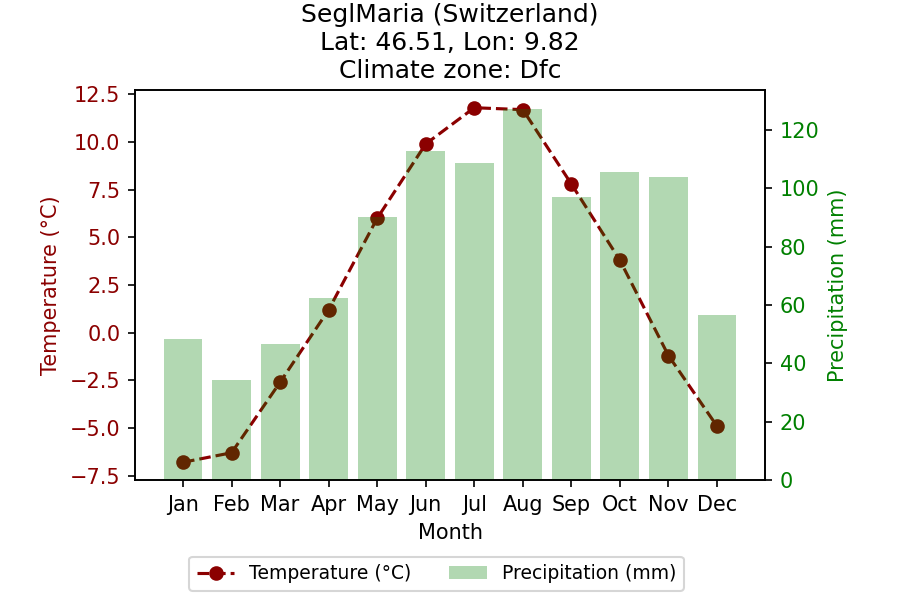 SeglMaria (Switzerland)
Lat: 46.51, Lon: 9.82
Climate zone: Dfc
12.5
10.0
7.5
5.0
2.5
0.0
−2.5
−5.0
−7.5
Temperature (°C)
120
100
80
60
40
20
0
Precipitation (mm)
Jan Feb Mar Apr May Jun Jul Aug Sep Oct Nov Dec
Month
Temperature (°C) Precipitation (mm)